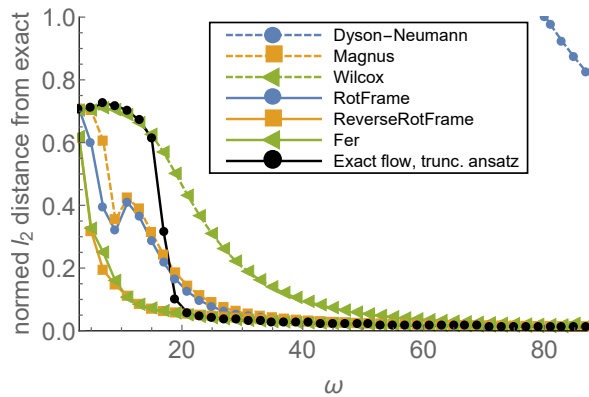 normed l₂ distance from exact
1.0
0.8
0.6
0.4
0.2
0.0
Dyson–Neumann
Magnus
Wilcox
RotFrame
ReverseRotFrame
Fer
Exact flow, trunc. ansatz
20 40 60 80
ω